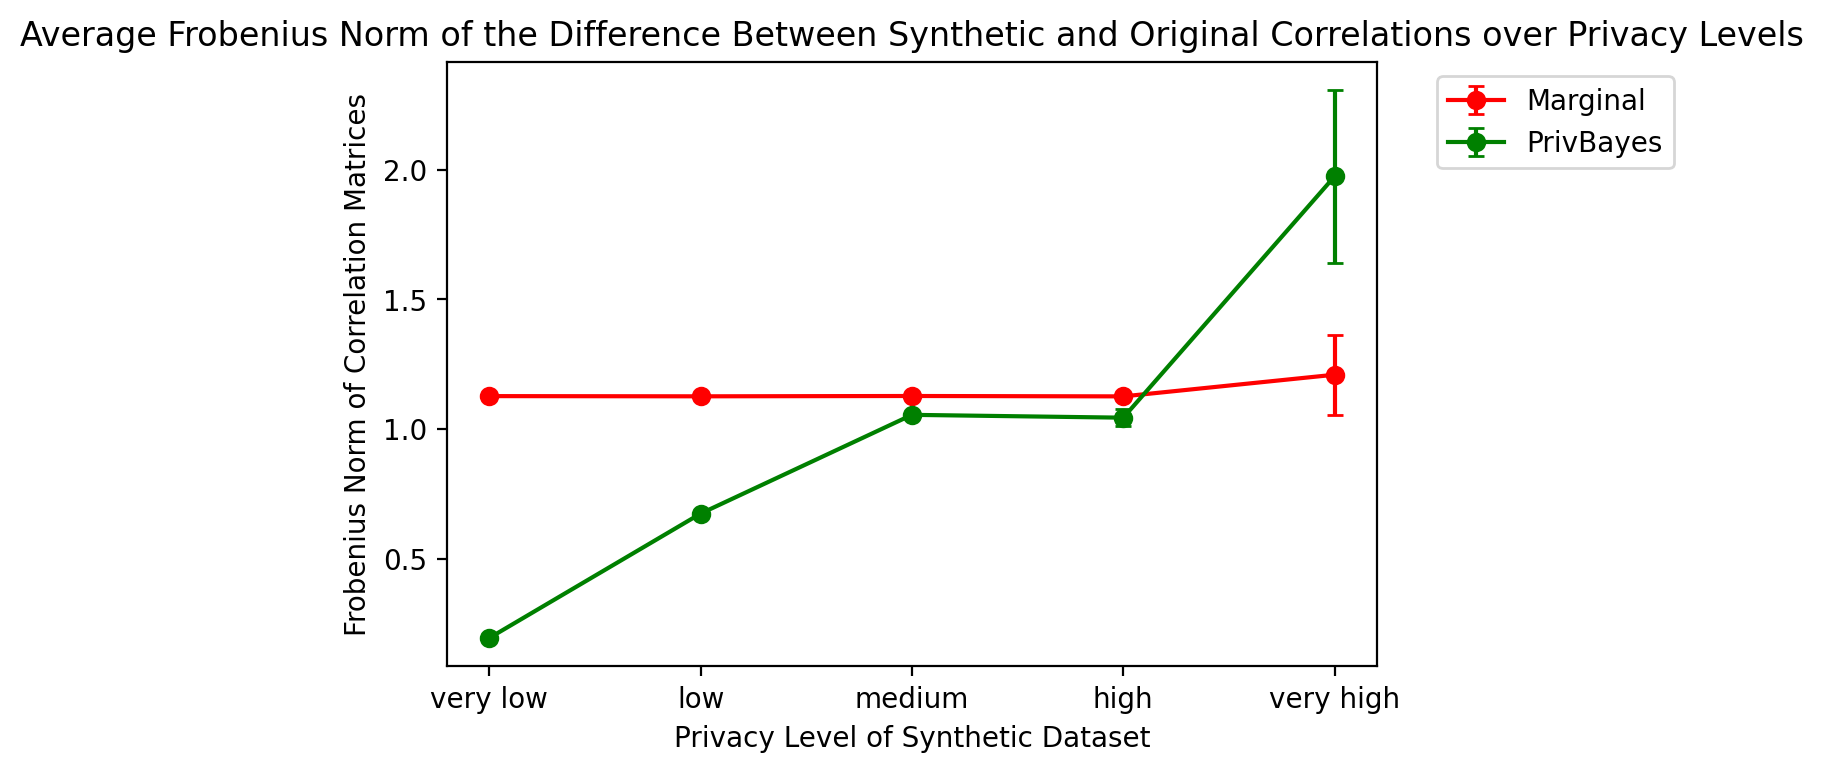 Average Frobenius Norm of the Difference Between Synthetic and Original Correlations over Privacy Levels
Frobenius Norm of Correlation Matrices
2.0
1.5
1.0
0.5
very low
low
medium
high
very high
Privacy Level of Synthetic Dataset
Marginal
PrivBayes